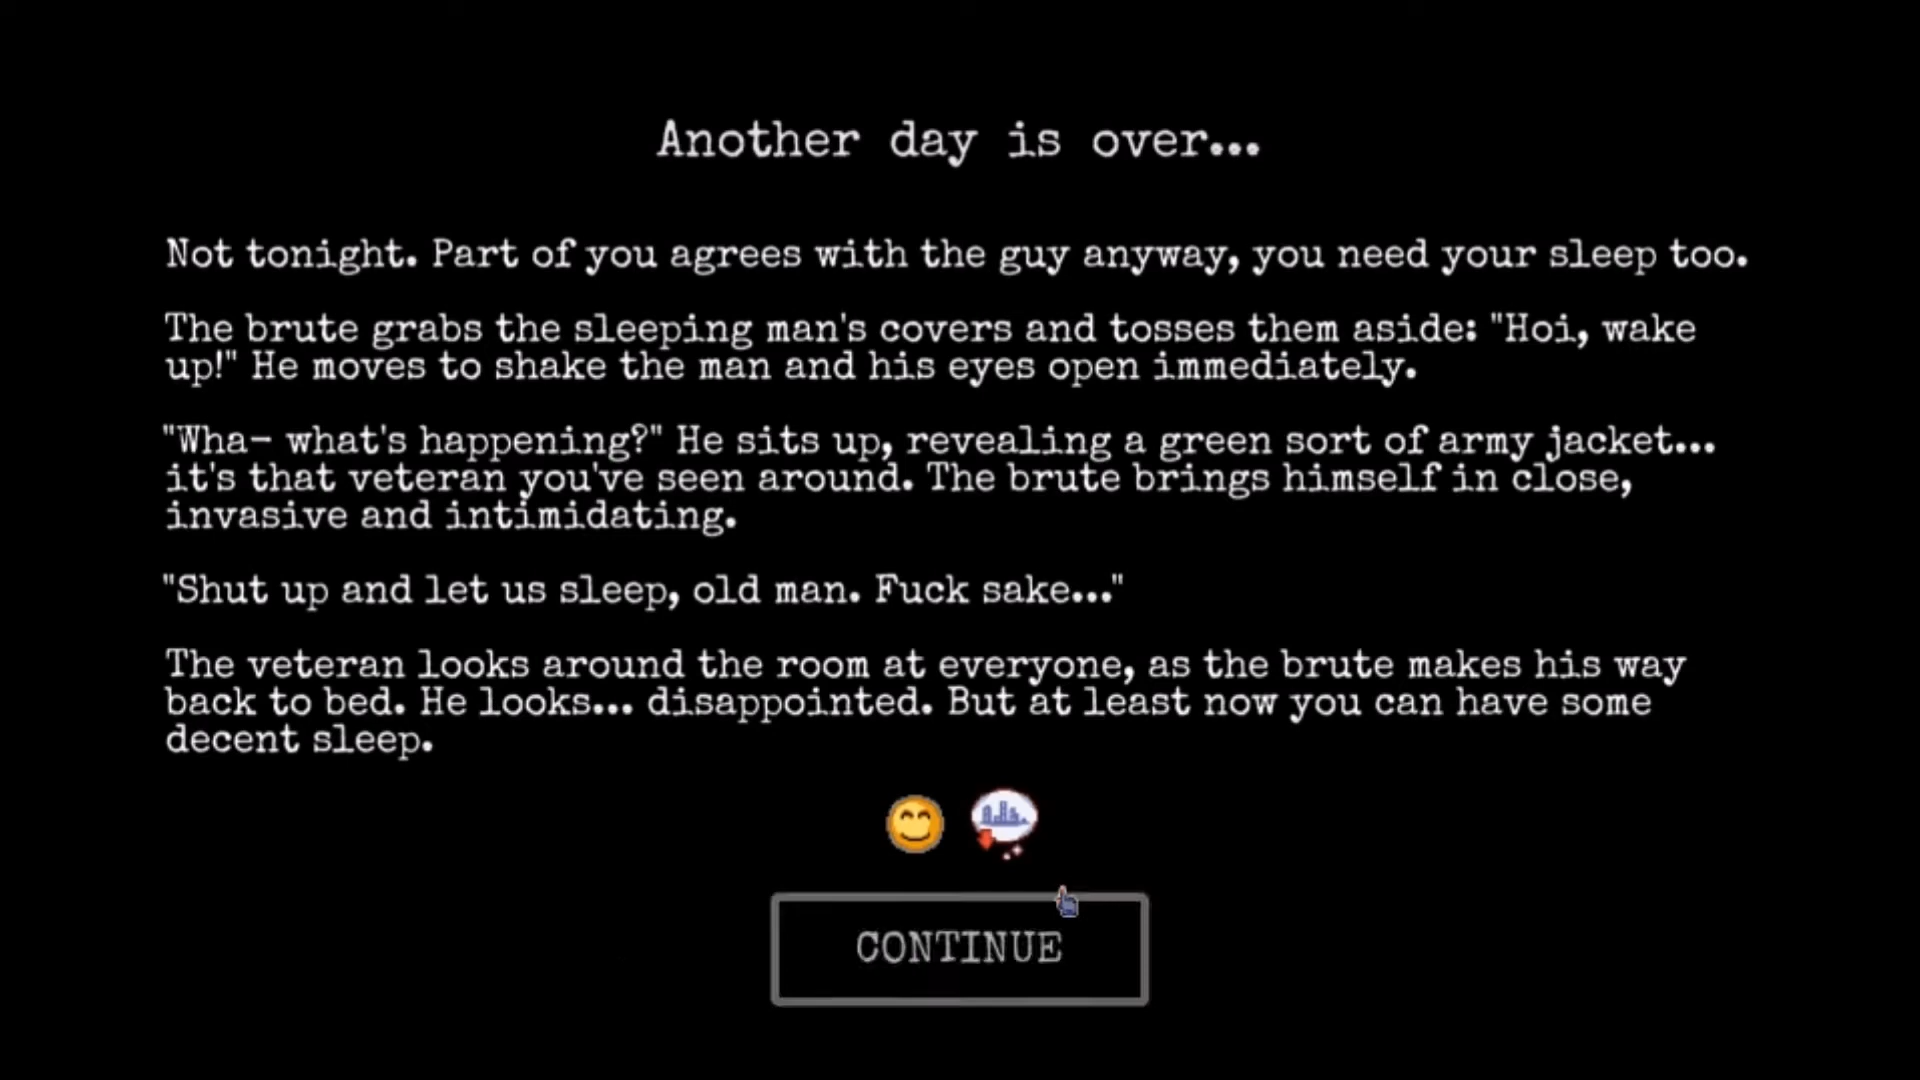 Another day is over...
Not tonight. Part of you agrees with the guy anyway, you need your sleep too.
The brute grabs the sleeping man's covers and tosses them aside: "Hoi, wake
up!" He moves to shake the man and his eyes open immediately.
"Wha- what's happening?" He sits up, revealing a green sort of army jacket...
it's that veteran you've seen around. The brute brings himself in close,
invasive and intimidating.
"Shut up and let us sleep, old man. Fuck sake..."
The veteran looks around the room at everyone, as the brute makes his way
back to bed. He looks... disappointed. But at least now you can have some
decent sleep.
CONTINUE